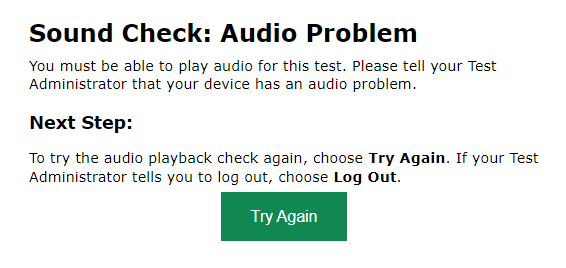 Sound Check: Audio Problem
You must be able to play audio for this test. Please tell your Test
Administrator that your device has an audio problem.
Next Step:
To try the audio playback check again, choose Try Again. If your Test
Administrator tells you to log out, choose Log Out.
Try Again